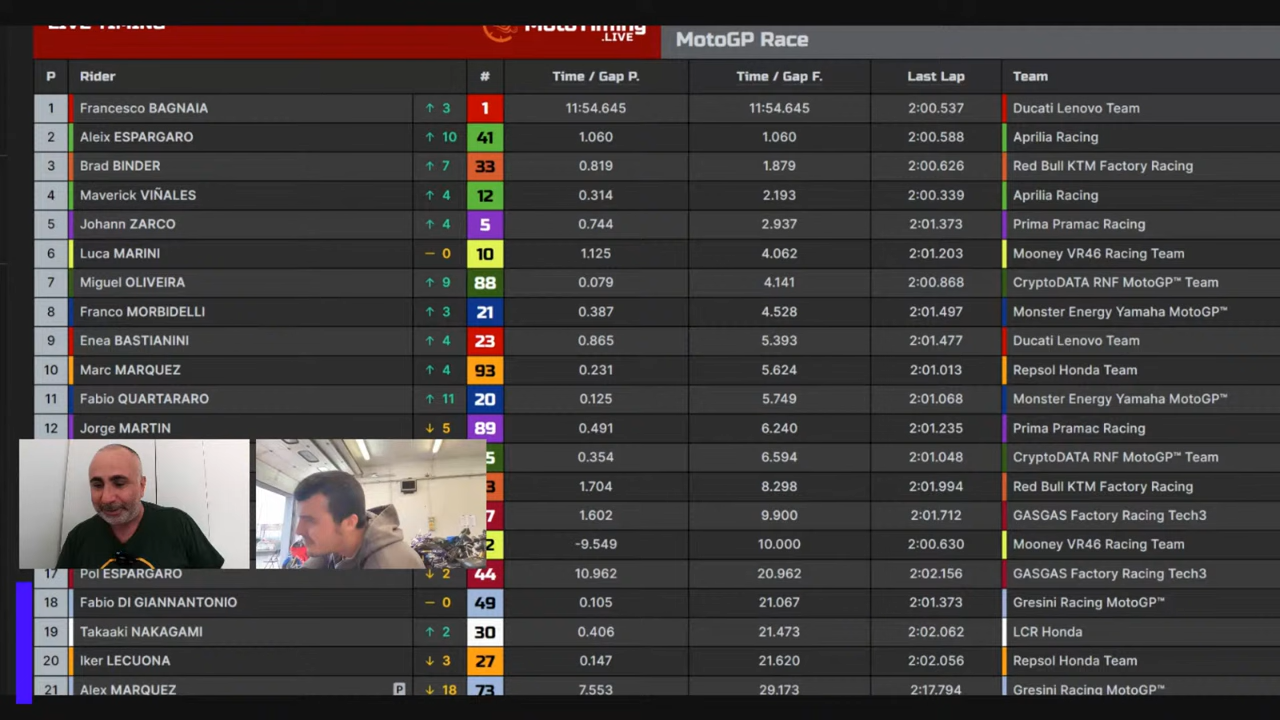 LIVE TIMING MotoTiming .LIVE MotoGP Race
P Rider # Time / Gap P. Time / Gap F. Last Lap Team
1 Francesco BAGNAIA ↑ 3 1 11:54.645 11:54.645 2:00.537 Ducati Lenovo Team
2 Aleix ESPARGARO ↑ 10 41 1.060 1.060 2:00.588 Aprilia Racing
3 Brad BINDER ↑ 7 33 0.819 1.879 2:00.626 Red Bull KTM Factory Racing
4 Maverick VIÑALES ↑ 4 12 0.314 2.193 2:00.339 Aprilia Racing
5 Johann ZARCO ↑ 4 5 0.744 2.937 2:01.373 Prima Pramac Racing
6 Luca MARINI – 0 10 1.125 4.062 2:01.203 Mooney VR46 Racing Team
7 Miguel OLIVEIRA ↑ 9 88 0.079 4.141 2:00.868 CryptoDATA RNF MotoGP™ Team
8 Franco MORBIDELLI ↑ 3 21 0.387 4.528 2:01.497 Monster Energy Yamaha MotoGP™
9 Enea BASTIANINI ↑ 4 23 0.865 5.393 2:01.477 Ducati Lenovo Team
10 Marc MARQUEZ ↑ 4 93 0.231 5.624 2:01.013 Repsol Honda Team
11 Fabio QUARTARARO ↑ 11 20 0.125 5.749 2:01.068 Monster Energy Yamaha MotoGP™
12 Jorge MARTIN ↓ 5 89 0.491 6.240 2:01.235 Prima Pramac Racing
5 0.354 6.594 2:01.048 CryptoDATA RNF MotoGP™ Team
3 1.704 8.298 2:01.994 Red Bull KTM Factory Racing
7 1.602 9.900 2:01.712 GASGAS Factory Racing Tech3
2 -9.549 10.000 2:00.630 Mooney VR46 Racing Team
17 Pol ESPARGARO ↓ 2 44 10.962 20.962 2:02.156 GASGAS Factory Racing Tech3
18 Fabio DI GIANNANTONIO – 0 49 0.105 21.067 2:01.373 Gresini Racing MotoGP™
19 Takaaki NAKAGAMI ↑ 2 30 0.406 21.473 2:02.062 LCR Honda
20 Iker LECUONA ↓ 3 27 0.147 21.620 2:02.056 Repsol Honda Team
21 Alex MARQUEZ P ↓ 18 73 7.553 29.173 2:17.794 Gresini Racing MotoGP™